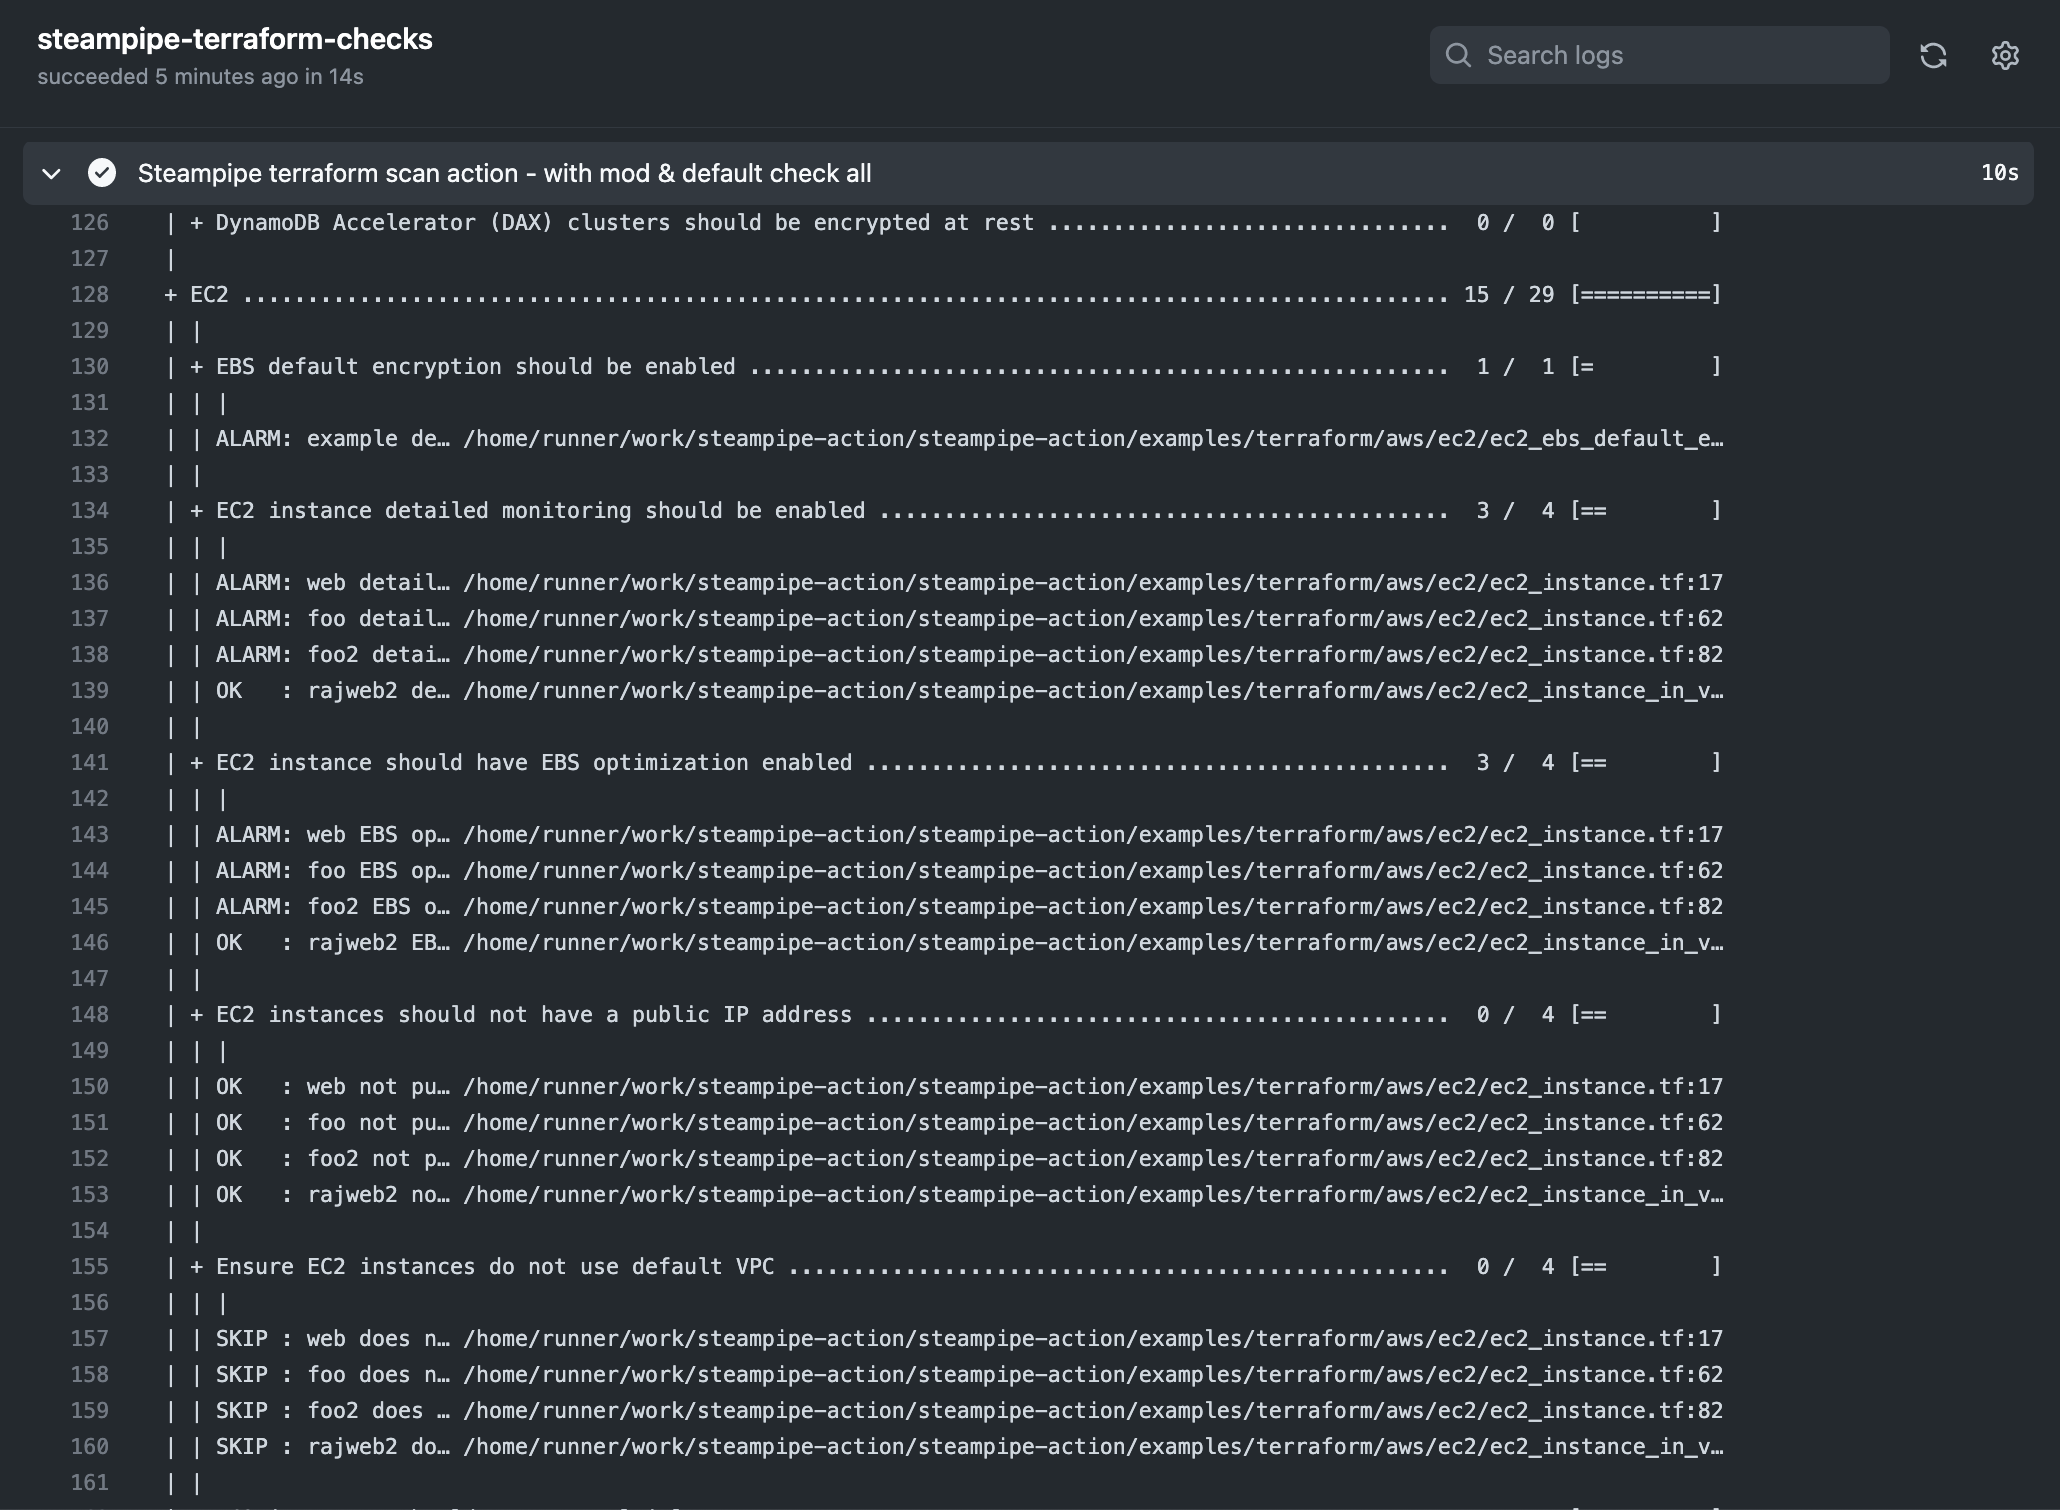 steampipe-terraform-checks
succeeded 5 minutes ago in 14s
Search logs
Steampipe terraform scan action - with mod & default check all 10s
126 | + DynamoDB Accelerator (DAX) clusters should be encrypted at rest ............................... 0 / 0 [ ]
127 |
128 + EC2 ............................................................................................. 15 / 29 [==========]
129 | |
130 | + EBS default encryption should be enabled ...................................................... 1 / 1 [= ]
131 | | |
132 | | ALARM: example de… /home/runner/work/steampipe-action/steampipe-action/examples/terraform/aws/ec2/ec2_ebs_default_e…
133 | |
134 | + EC2 instance detailed monitoring should be enabled ............................................ 3 / 4 [== ]
135 | | |
136 | | ALARM: web detail… /home/runner/work/steampipe-action/steampipe-action/examples/terraform/aws/ec2/ec2_instance.tf:17
137 | | ALARM: foo detail… /home/runner/work/steampipe-action/steampipe-action/examples/terraform/aws/ec2/ec2_instance.tf:62
138 | | ALARM: foo2 detai… /home/runner/work/steampipe-action/steampipe-action/examples/terraform/aws/ec2/ec2_instance.tf:82
139 | | OK : rajweb2 de… /home/runner/work/steampipe-action/steampipe-action/examples/terraform/aws/ec2/ec2_instance_in_v…
140 | |
141 | + EC2 instance should have EBS optimization enabled ............................................. 3 / 4 [== ]
142 | | |
143 | | ALARM: web EBS op… /home/runner/work/steampipe-action/steampipe-action/examples/terraform/aws/ec2/ec2_instance.tf:17
144 | | ALARM: foo EBS op… /home/runner/work/steampipe-action/steampipe-action/examples/terraform/aws/ec2/ec2_instance.tf:62
145 | | ALARM: foo2 EBS o… /home/runner/work/steampipe-action/steampipe-action/examples/terraform/aws/ec2/ec2_instance.tf:82
146 | | OK : rajweb2 EB… /home/runner/work/steampipe-action/steampipe-action/examples/terraform/aws/ec2/ec2_instance_in_v…
147 | |
148 | + EC2 instances should not have a public IP address ............................................. 0 / 4 [== ]
149 | | |
150 | | OK : web not pu… /home/runner/work/steampipe-action/steampipe-action/examples/terraform/aws/ec2/ec2_instance.tf:17
151 | | OK : foo not pu… /home/runner/work/steampipe-action/steampipe-action/examples/terraform/aws/ec2/ec2_instance.tf:62
152 | | OK : foo2 not p… /home/runner/work/steampipe-action/steampipe-action/examples/terraform/aws/ec2/ec2_instance.tf:82
153 | | OK : rajweb2 no… /home/runner/work/steampipe-action/steampipe-action/examples/terraform/aws/ec2/ec2_instance_in_v…
154 | |
155 | + Ensure EC2 instances do not use default VPC ................................................... 0 / 4 [== ]
156 | | |
157 | | SKIP : web does n… /home/runner/work/steampipe-action/steampipe-action/examples/terraform/aws/ec2/ec2_instance.tf:17
158 | | SKIP : foo does n… /home/runner/work/steampipe-action/steampipe-action/examples/terraform/aws/ec2/ec2_instance.tf:62
159 | | SKIP : foo2 does … /home/runner/work/steampipe-action/steampipe-action/examples/terraform/aws/ec2/ec2_instance.tf:82
160 | | SKIP : rajweb2 do… /home/runner/work/steampipe-action/steampipe-action/examples/terraform/aws/ec2/ec2_instance_in_v…
161 | |